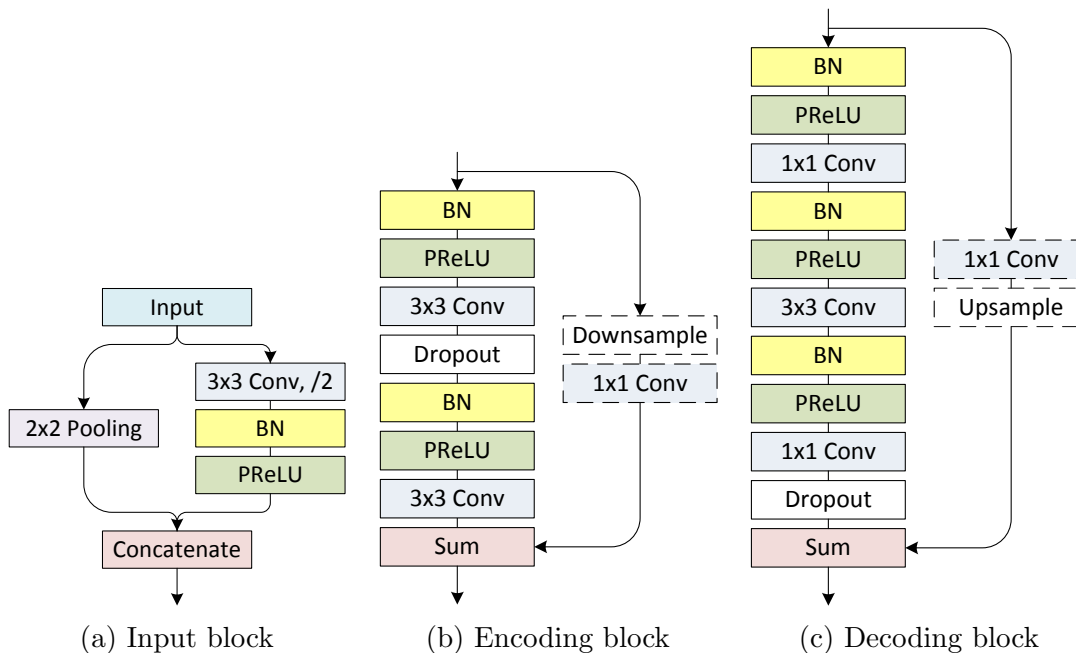 Input
3x3 Conv, /2
2x2 Pooling
BN
PReLU
Concatenate
(a) Input block
BN
PReLU
3x3 Conv
Dropout
BN
PReLU
3x3 Conv
Sum
Downsample
1x1 Conv
(b) Encoding block
BN
PReLU
1x1 Conv
BN
PReLU
3x3 Conv
BN
PReLU
1x1 Conv
Dropout
Sum
1x1 Conv
Upsample
(c) Decoding block